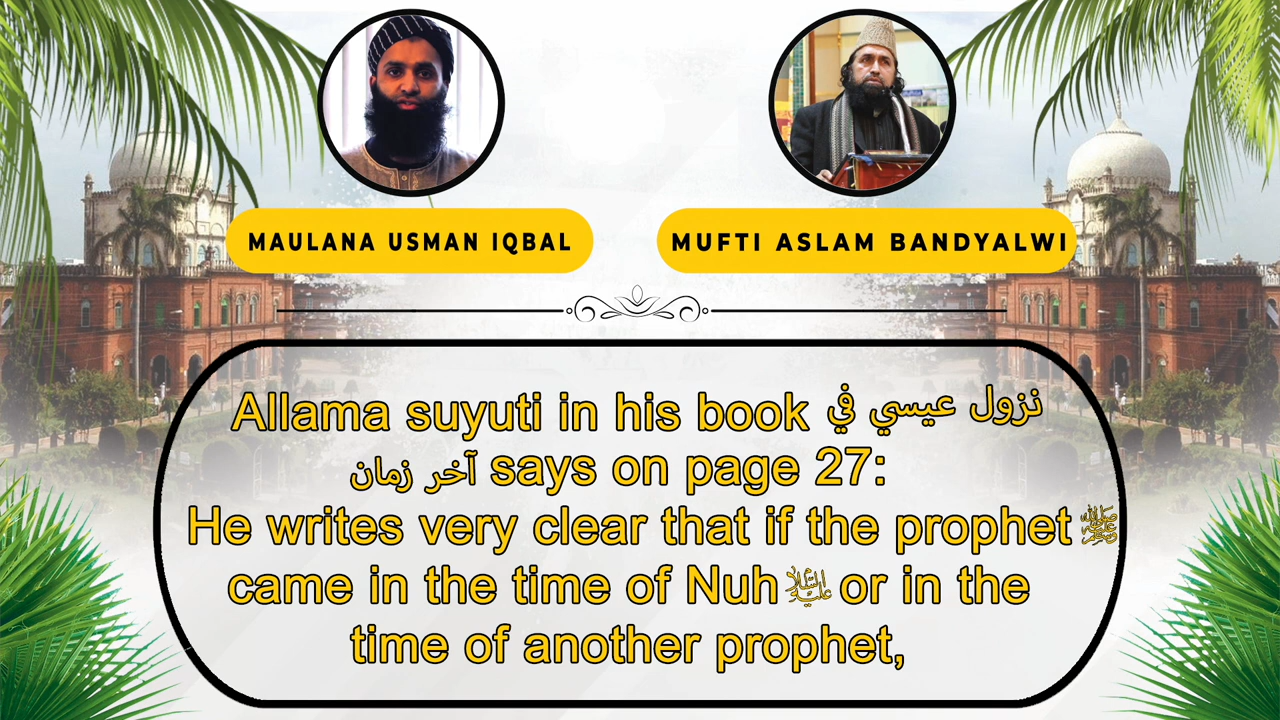 MAULANA USMAN IQBAL
MUFTI ASLAM BANDYALWI
Allama suyuti in his book نزول عيسي في
آخر زمان says on page 27:
He writes very clear that if the prophet ﷺ
came in the time of Nuh عليه السلام or in the
time of another prophet,